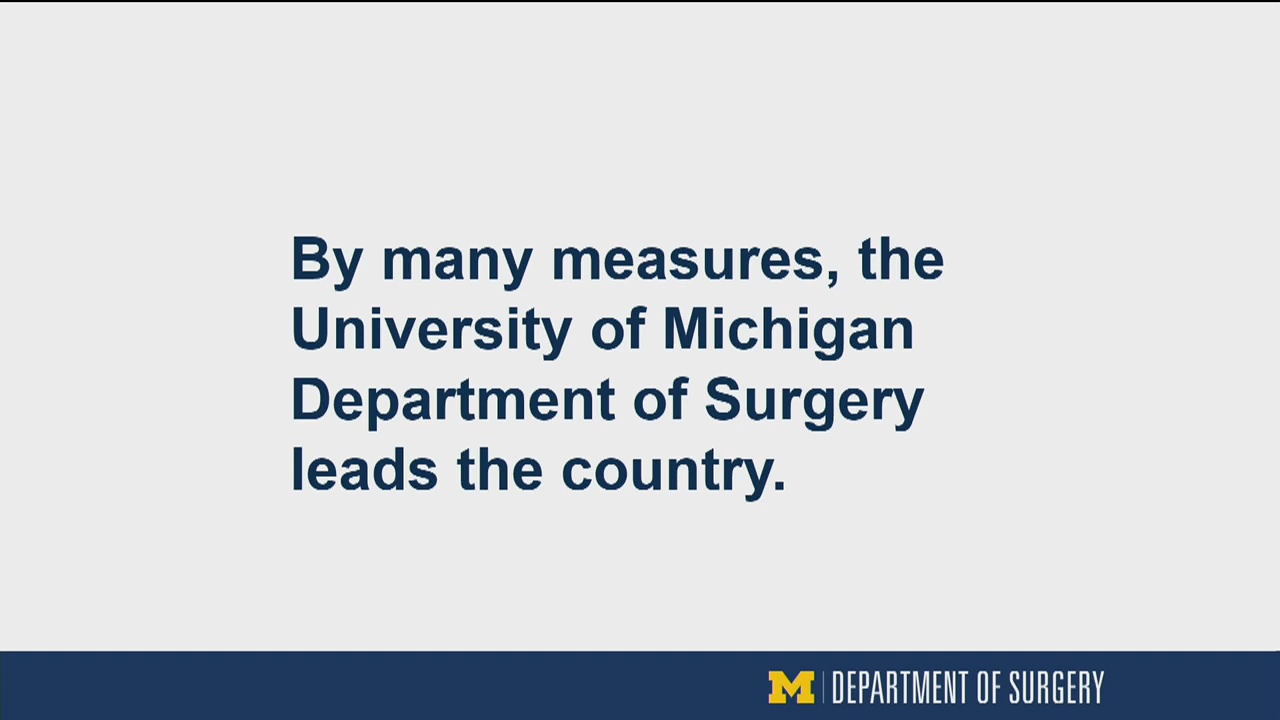 By many measures, the
University of Michigan
Department of Surgery
leads the country.
M | DEPARTMENT OF SURGERY